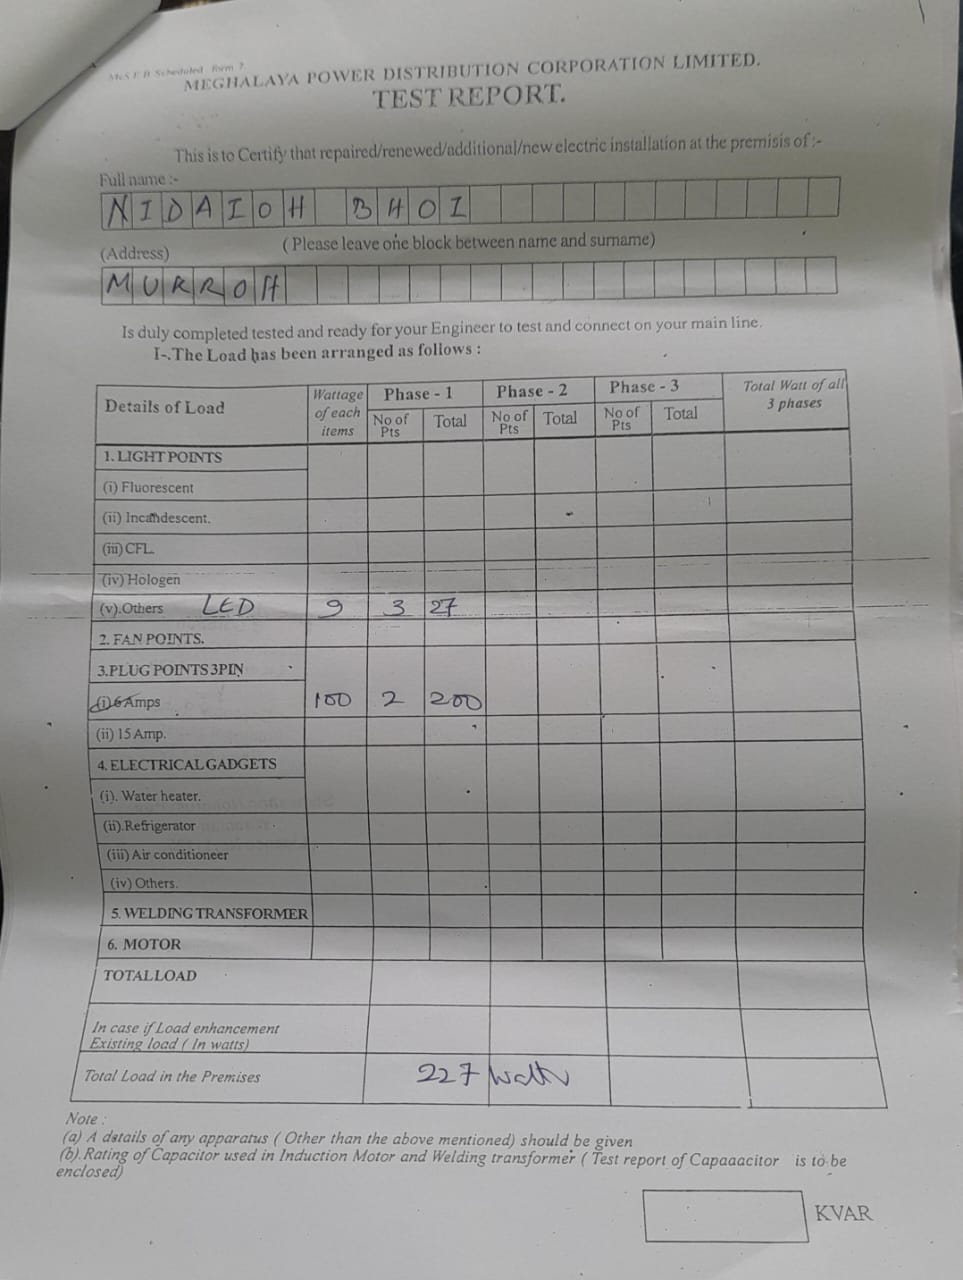 McS E B Scheduled form 7
MEGHALAYA POWER DISTRIBUTION CORPORATION LIMITED.
TEST REPORT.
This is to Certify that repaired/renewed/additional/new electric installation at the premisis of :-
Full name :-
NIDAIOH BHOI
(Address) ( Please leave one block between name and surname)
MURROH
Is duly completed tested and ready for your Engineer to test and connect on your main line.
I-.The Load has been arranged as follows :
Details of Load Wattage of each items Phase - 1 Phase - 2 Phase - 3 Total Watt of all 3 phases
No of Pts Total No of Pts Total No of Pts Total
1. LIGHT POINTS
(i) Fluorescent
(ii) Incandescent.
(iii) CFL
(iv) Hologen
(v).Others LED 9 3 27
2. FAN POINTS.
3.PLUG POINTS 3PIN
(i) 6 Amps 100 2 200
(ii) 15 Amp.
4. ELECTRICAL GADGETS
(i). Water heater.
(ii).Refrigerator
(iii) Air conditioneer
(iv) Others.
5. WELDING TRANSFORMER
6. MOTOR
TOTAL LOAD
In case if Load enhancement
Existing load ( In watts)
Total Load in the Premises 227 Watts
Note :
(a) A datails of any apparatus ( Other than the above mentioned) should be given
(b).Rating of Capacitor used in Induction Motor and Welding transformer ( Test report of Capaaacitor is to be
enclosed)
KVAR